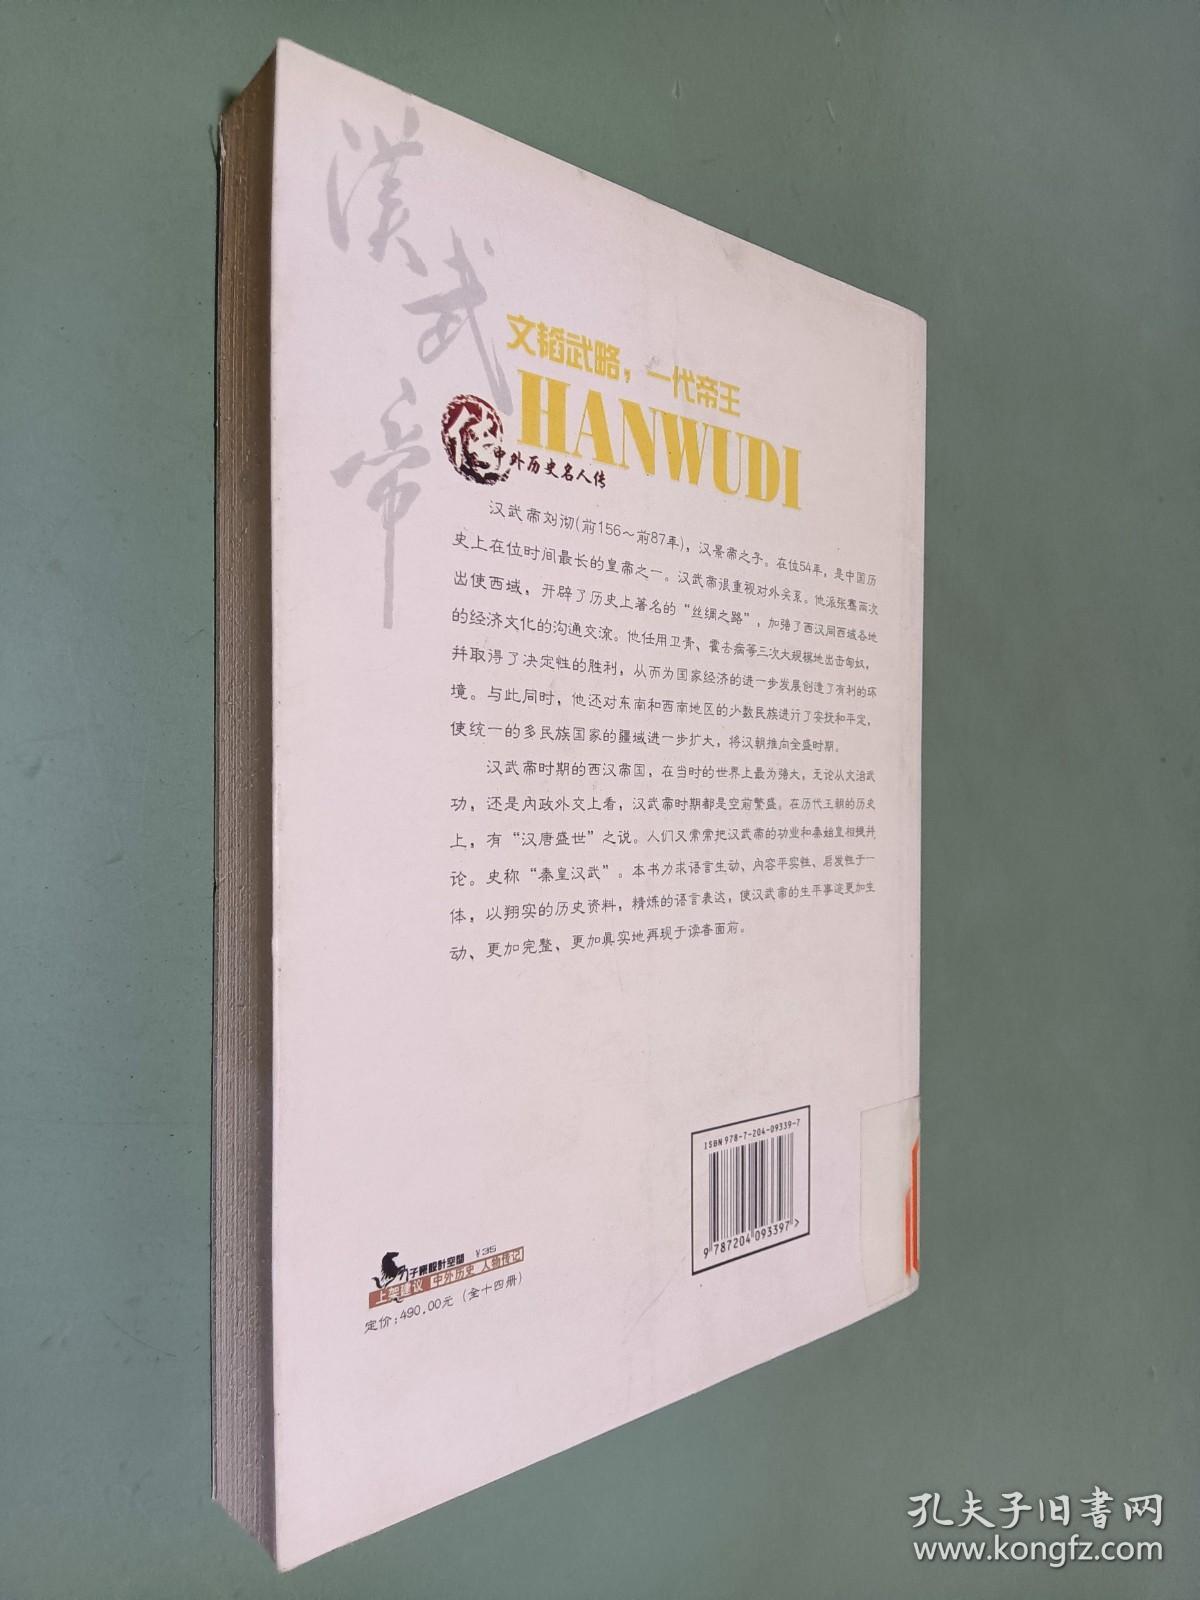 漢武帝
文韬武略，一代帝王
HANWUDI
传
中外历史名人传
汉武帝刘彻(前156～前87年)，汉景帝之子。在位54年，是中国历
史上在位时间最长的皇帝之一。汉武帝很重视对外关系。他派张骞两次
出使西域，开辟了历史上著名的“丝绸之路”，加强了西汉同西域各地
的经济文化的沟通交流。他任用卫青、霍去病等三次大规模地出击匈奴，
并取得了决定性的胜利，从而为国家经济的进一步发展创造了有利的环
境。与此同时，他还对东南和西南地区的少数民族进行了安抚和平定，
使统一的多民族国家的疆域进一步扩大，将汉朝推向全盛时期。
汉武帝时期的西汉帝国，在当时的世界上最为强大，无论从文治武
功，还是内政外交上看，汉武帝时期都是空前繁盛。在历代王朝的历史
上，有“汉唐盛世”之说。人们又常常把汉武帝的功业和秦始皇相提并
论。史称“秦皇汉武”。本书力求语言生动、内容平实性、启发性于一
体，以翔实的历史资料，精炼的语言表达，使汉武帝的生平事迹更加生
动、更加完整、更加真实地再现于读者面前。
ISBN 978-7-204-09339-7
9 787204 093397 >
子象設計空間 ￥35
上架建议 中外历史 人物传记
定价:490.00元 (全十四册)
孔夫子旧书网
www.kongfz.com